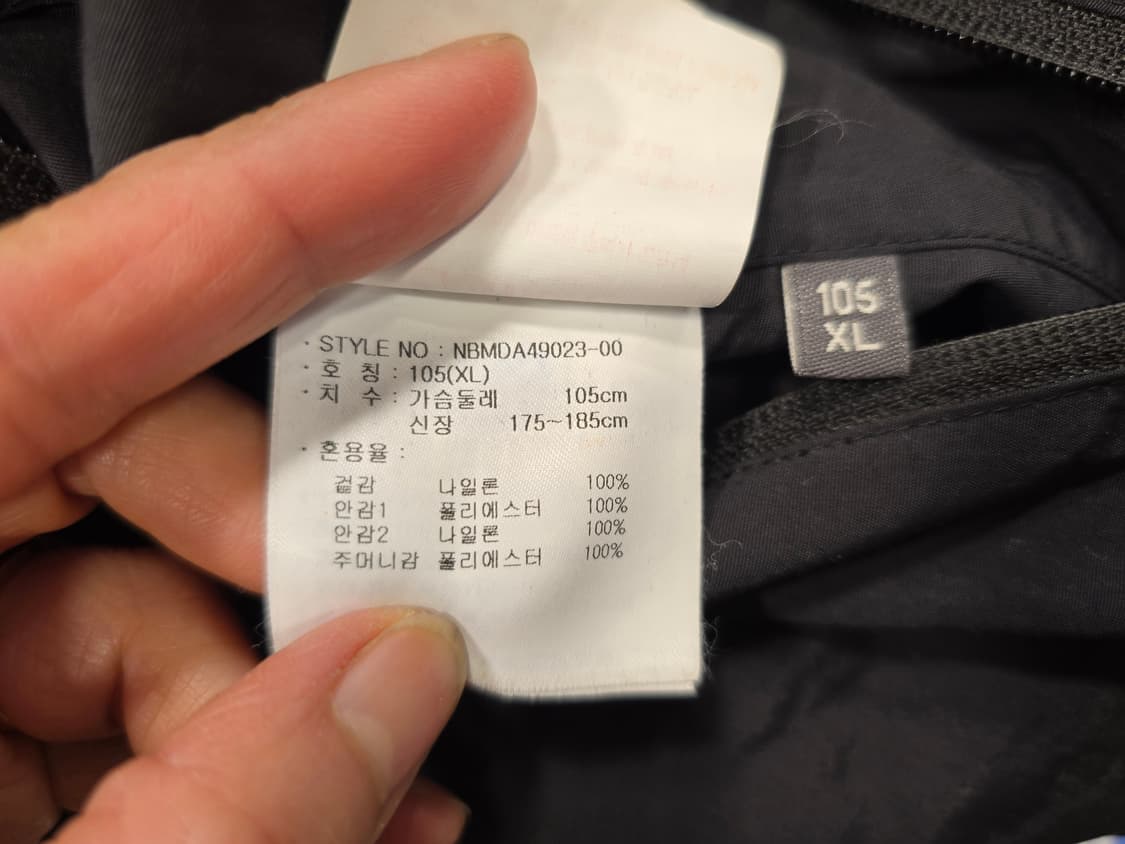 · STYLE NO : NBMDA49023-00
· 호 칭 : 105(XL)
· 치 수 : 가슴둘레 105cm
신장 175~185cm
· 혼용율 :
겉감 나일론 100%
안감1 폴리에스터 100%
안감2 나일론 100%
주머니감 폴리에스터 100%
105
XL